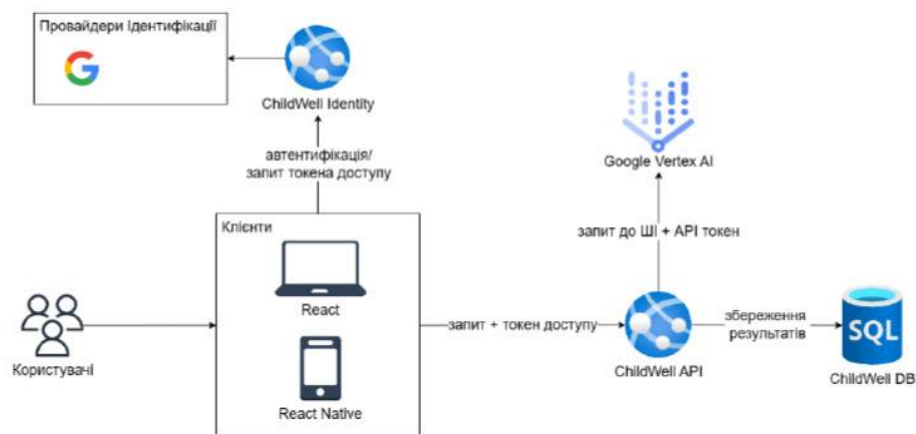 Провайдери Ідентифікації
ChildWell Identity
автентифікація/
запит токена доступу
Google Vertex AI
Клієнти
запит до ШІ + API токен
React
запит + токен доступу
збереження
результатів
SQL
Користувачі
ChildWell API
ChildWell DB
React Native